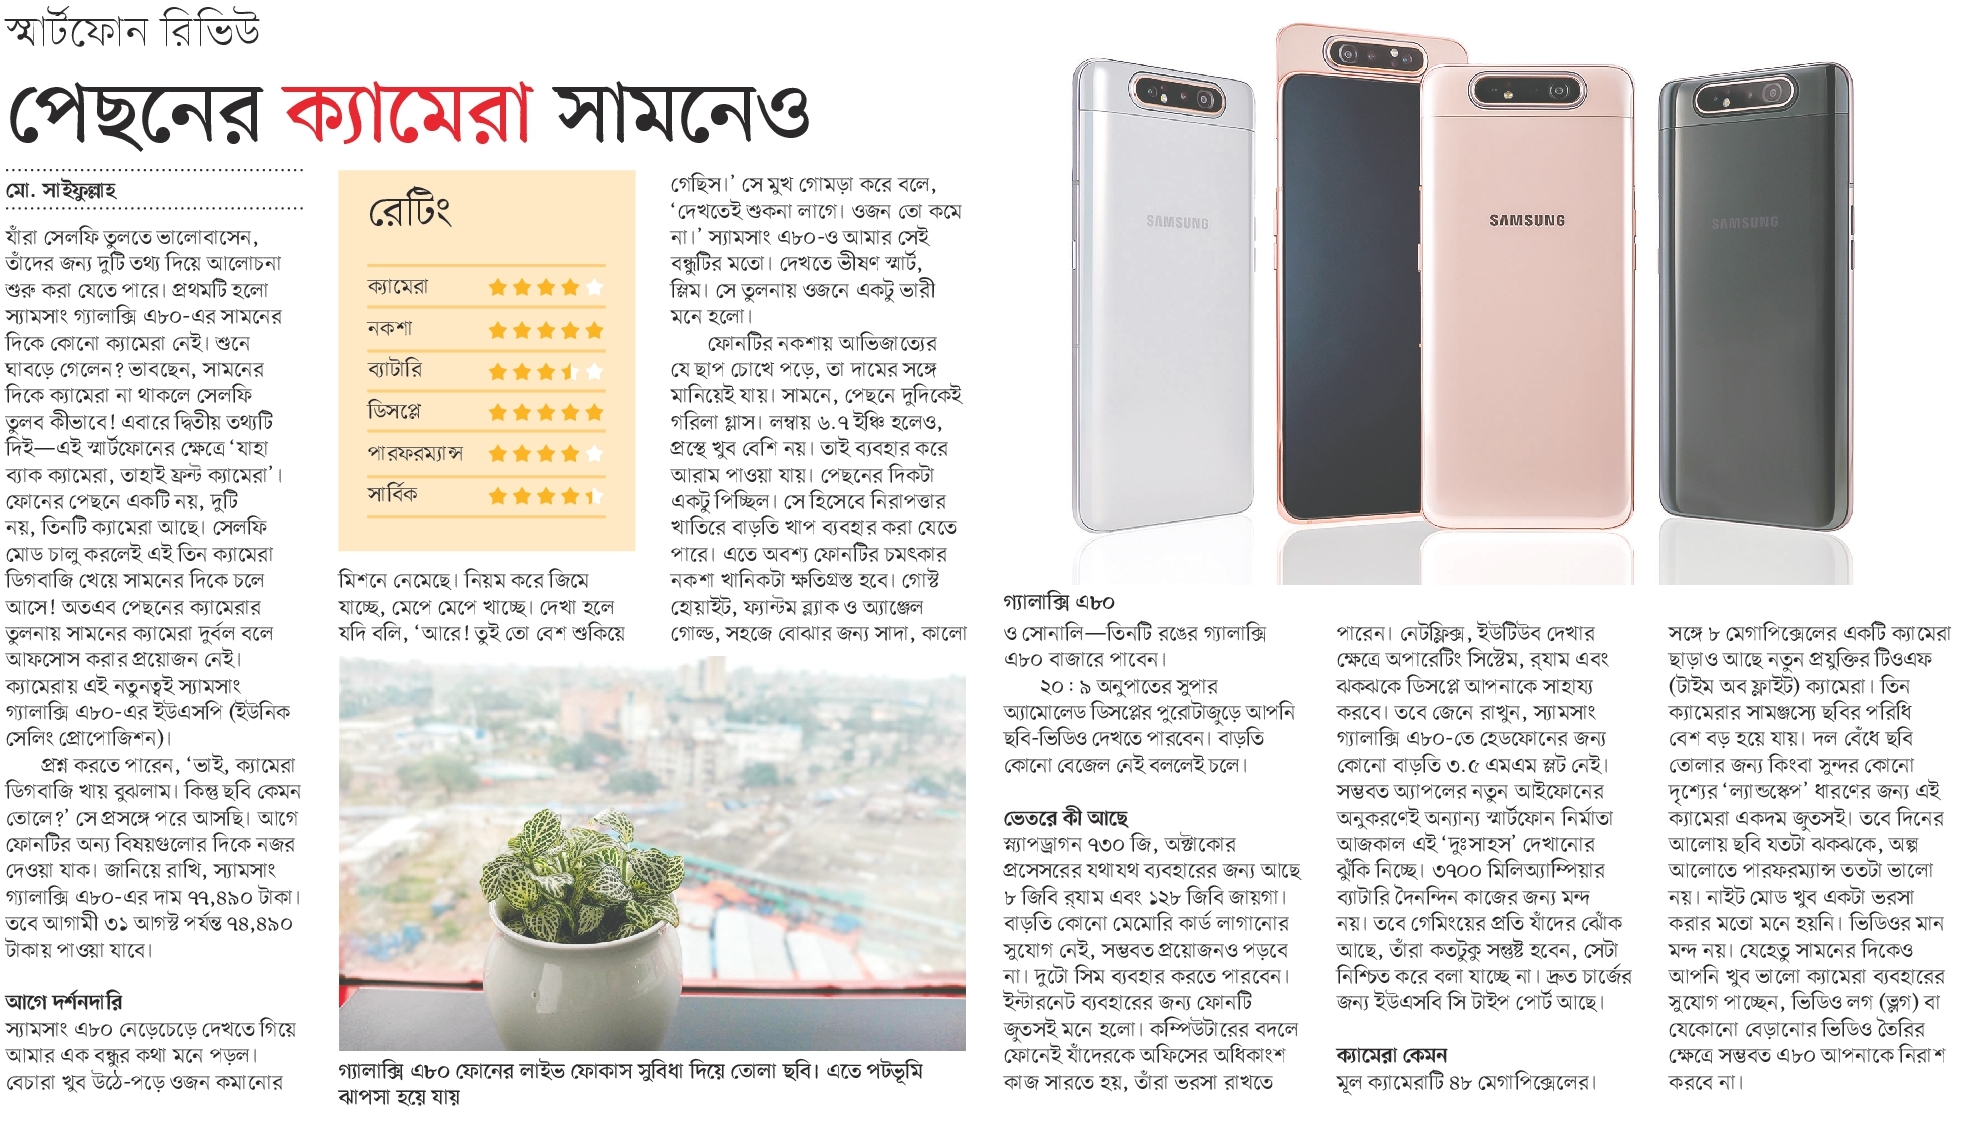 স্মার্টফোন রিভিউ
পেছনের ক্যামেরা সামনেও
মো. সাইফুল্লাহ
যাঁরা সেলফি তুলতে ভালোবাসেন,
তাঁদের জন্য দুটি তথ্য দিয়ে আলোচনা
শুরু করা যেতে পারে। প্রথমটি হলো
স্যামসাং গ্যালাক্সি এ৮০-এর সামনের
দিকে কোনো ক্যামেরা নেই। শুনে
ঘাবড়ে গেলেন? ভাবছেন, সামনের
দিকে ক্যামেরা না থাকলে সেলফি
তুলব কীভাবে! এবারে দ্বিতীয় তথ্যটি
দিই—এই স্মার্টফোনের ক্ষেত্রে ‘যাহা
ব্যাক ক্যামেরা, তাহাই ফ্রন্ট ক্যামেরা’।
ফোনের পেছনে একটি নয়, দুটি
নয়, তিনটি ক্যামেরা আছে। সেলফি
মোড চালু করলেই এই তিন ক্যামেরা
ডিগবাজি খেয়ে সামনের দিকে চলে
আসে! অতএব পেছনের ক্যামেরার
তুলনায় সামনের ক্যামেরা দুর্বল বলে
আফসোস করার প্রয়োজন নেই।
ক্যামেরায় এই নতুনত্বই স্যামসাং
গ্যালাক্সি এ৮০-এর ইউএসপি (ইউনিক
সেলিং প্রোপোজিশন)।
প্রশ্ন করতে পারেন, ‘ভাই, ক্যামেরা
ডিগবাজি খায় বুঝলাম। কিন্তু ছবি কেমন
তোলে?’ সে প্রসঙ্গে পরে আসছি। আগে
ফোনটির অন্য বিষয়গুলোর দিকে নজর
দেওয়া যাক। জানিয়ে রাখি, স্যামসাং
গ্যালাক্সি এ৮০-এর দাম ৭৭,৪৯০ টাকা।
তবে আগামী ৩১ আগস্ট পর্যন্ত ৭৪,৪৯০
টাকায় পাওয়া যাবে।
আগে দর্শনদারি
স্যামসাং এ৮০ নেড়েচেড়ে দেখতে গিয়ে
আমার এক বন্ধুর কথা মনে পড়ল।
বেচারা খুব উঠে-পড়ে ওজন কমানোর
রেটিং
ক্যামেরা
নকশা
ব্যাটারি
ডিসপ্লে
পারফরম্যান্স
সার্বিক
মিশনে নেমেছে। নিয়ম করে জিমে
যাচ্ছে, মেপে মেপে খাচ্ছে। দেখা হলে
যদি বলি, ‘আরে! তুই তো বেশ শুকিয়ে
গেছিস।’ সে মুখ গোমড়া করে বলে,
‘দেখতেই শুকনা লাগে। ওজন তো কমে
না।’ স্যামসাং এ৮০-ও আমার সেই
বন্ধুটির মতো। দেখতে ভীষণ স্মার্ট,
স্লিম। সে তুলনায় ওজনে একটু ভারী
মনে হলো।
ফোনটির নকশায় আভিজাত্যের
যে ছাপ চোখে পড়ে, তা দামের সঙ্গে
মানিয়েই যায়। সামনে, পেছনে দুদিকেই
গরিলা গ্লাস। লম্বায় ৬.৭ ইঞ্চি হলেও,
প্রস্থে খুব বেশি নয়। তাই ব্যবহার করে
আরাম পাওয়া যায়। পেছনের দিকটা
একটু পিচ্ছিল। সে হিসেবে নিরাপত্তার
খাতিরে বাড়তি খাপ ব্যবহার করা যেতে
পারে। এতে অবশ্য ফোনটির চমৎকার
নকশা খানিকটা ক্ষতিগ্রস্ত হবে। গোস্ট
হোয়াইট, ফ্যান্টম ব্ল্যাক ও অ্যাঞ্জেল
গোল্ড, সহজে বোঝার জন্য সাদা, কালো
গ্যালাক্সি এ৮০ ফোনের লাইভ ফোকাস সুবিধা দিয়ে তোলা ছবি। এতে পটভূমি
ঝাপসা হয়ে যায়
SAMSUNG
SAMSUNG
SAMSUNG
গ্যালাক্সি এ৮০
ও সোনালি—তিনটি রঙের গ্যালাক্সি
এ৮০ বাজারে পাবেন।
২০ : ৯ অনুপাতের সুপার
অ্যামোলেড ডিসপ্লের পুরোটাজুড়ে আপনি
ছবি-ভিডিও দেখতে পারবেন। বাড়তি
কোনো বেজেল নেই বললেই চলে।
ভেতরে কী আছে
স্ন্যাপড্রাগন ৭৩০ জি, অক্টাকোর
প্রসেসরের যথাযথ ব্যবহারের জন্য আছে
৮ জিবি র‍্যাম এবং ১২৮ জিবি জায়গা।
বাড়তি কোনো মেমোরি কার্ড লাগানোর
সুযোগ নেই, সম্ভবত প্রয়োজনও পড়বে
না। দুটো সিম ব্যবহার করতে পারবেন।
ইন্টারনেট ব্যবহারের জন্য ফোনটি
জুতসই মনে হলো। কম্পিউটারের বদলে
ফোনেই যাঁদেরকে অফিসের অধিকাংশ
কাজ সারতে হয়, তাঁরা ভরসা রাখতে
পারেন। নেটফ্লিক্স, ইউটিউব দেখার
ক্ষেত্রে অপারেটিং সিস্টেম, র‍্যাম এবং
ঝকঝকে ডিসপ্লে আপনাকে সাহায্য
করবে। তবে জেনে রাখুন, স্যামসাং
গ্যালাক্সি এ৮০-তে হেডফোনের জন্য
কোনো বাড়তি ৩.৫ এমএম স্লট নেই।
সম্ভবত অ্যাপলের নতুন আইফোনের
অনুকরণেই অন্যান্য স্মার্টফোন নির্মাতা
আজকাল এই ‘দুঃসাহস’ দেখানোর
ঝুঁকি নিচ্ছে। ৩৭০০ মিলিঅ্যাম্পিয়ার
ব্যাটারি দৈনন্দিন কাজের জন্য মন্দ
নয়। তবে গেমিংয়ের প্রতি যাঁদের ঝোঁক
আছে, তাঁরা কতটুকু সন্তুষ্ট হবেন, সেটা
নিশ্চিত করে বলা যাচ্ছে না। দ্রুত চার্জের
জন্য ইউএসবি সি টাইপ পোর্ট আছে।
ক্যামেরা কেমন
মূল ক্যামেরাটি ৪৮ মেগাপিক্সেলের।
সঙ্গে ৮ মেগাপিক্সেলের একটি ক্যামেরা
ছাড়াও আছে নতুন প্রযুক্তির টিওএফ
(টাইম অব ফ্লাইট) ক্যামেরা। তিন
ক্যামেরার সামঞ্জস্যে ছবির পরিধি
বেশ বড় হয়ে যায়। দল বেঁধে ছবি
তোলার জন্য কিংবা সুন্দর কোনো
দৃশ্যের ‘ল্যান্ডস্কেপ’ ধারণের জন্য এই
ক্যামেরা একদম জুতসই। তবে দিনের
আলোয় ছবি যতটা ঝকঝকে, অল্প
আলোতে পারফরম্যান্স ততটা ভালো
নয়। নাইট মোড খুব একটা ভরসা
করার মতো মনে হয়নি। ভিডিওর মান
মন্দ নয়। যেহেতু সামনের দিকেও
আপনি খুব ভালো ক্যামেরা ব্যবহারের
সুযোগ পাচ্ছেন, ভিডিও লগ (ভ্লগ) বা
যেকোনো বেড়ানোর ভিডিও তৈরির
ক্ষেত্রে সম্ভবত এ৮০ আপনাকে নিরাশ
করবে না।